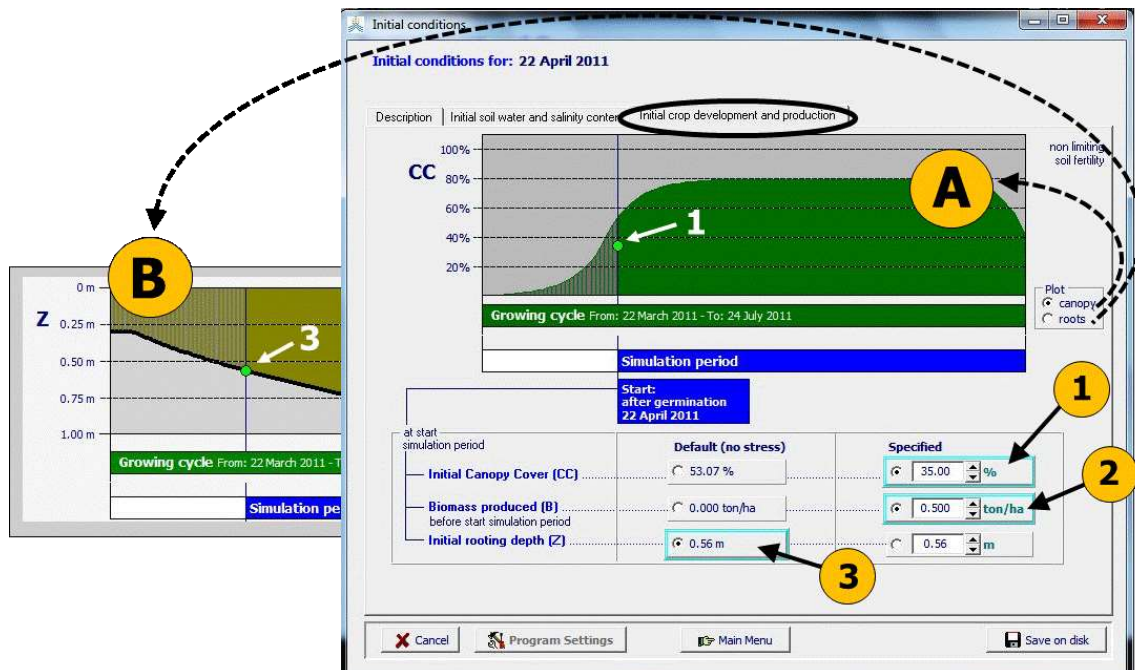 Initial conditions
Initial conditions for: 22 April 2011
Description
Initial soil water and salinity conten
Initial crop development and production
CC
100%
80%
60%
40%
20%
1
A
non limiting
soil fertility
Plot
canopy
roots
Growing cycle From: 22 March 2011 - To: 24 July 2011
Simulation period
Start:
after germination
22 April 2011
B
Z
0 m
0.25 m
0.50 m
0.75 m
1.00 m
3
Growing cycle From: 22 March 2011 - T
Simulation pe
at start
simulation period
Default (no stress)
Specified
Initial Canopy Cover (CC)
53.07 %
35.00 %
1
Biomass produced (B)
before start simulation period
0.000 ton/ha
0.500 ton/ha
2
Initial rooting depth (Z)
0.56 m
0.56 m
3
Cancel
Program Settings
Main Menu
Save on disk